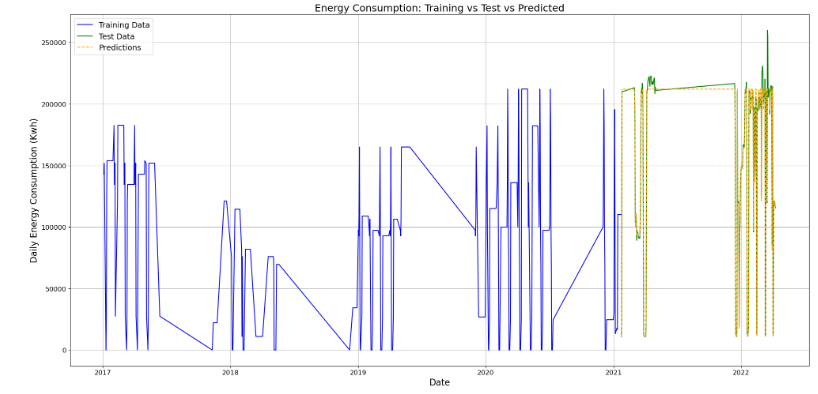 Energy Consumption: Training vs Test vs Predicted
Training Data
Test Data
Predictions
250000
200000
150000
100000
50000
0
Daily Energy Consumption (Kwh)
2017 2018 2019 2020 2021 2022
Date